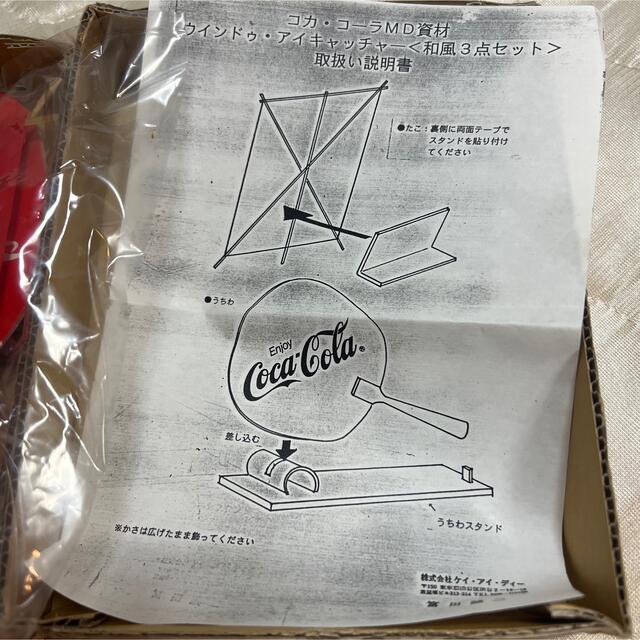 コカ・コーラMD資材
ウインドゥ・アイキャッチャー<和風3点セット>
取扱い説明書
●たこ：裏側に両面テープで
スタンドを貼り付け
てください
●うちわ
Enjoy
Coca-Cola®
差し込む
うちわスタンド
※かさは広げたまま飾ってください
株式会社ケイ・アイ・ディー
〒150